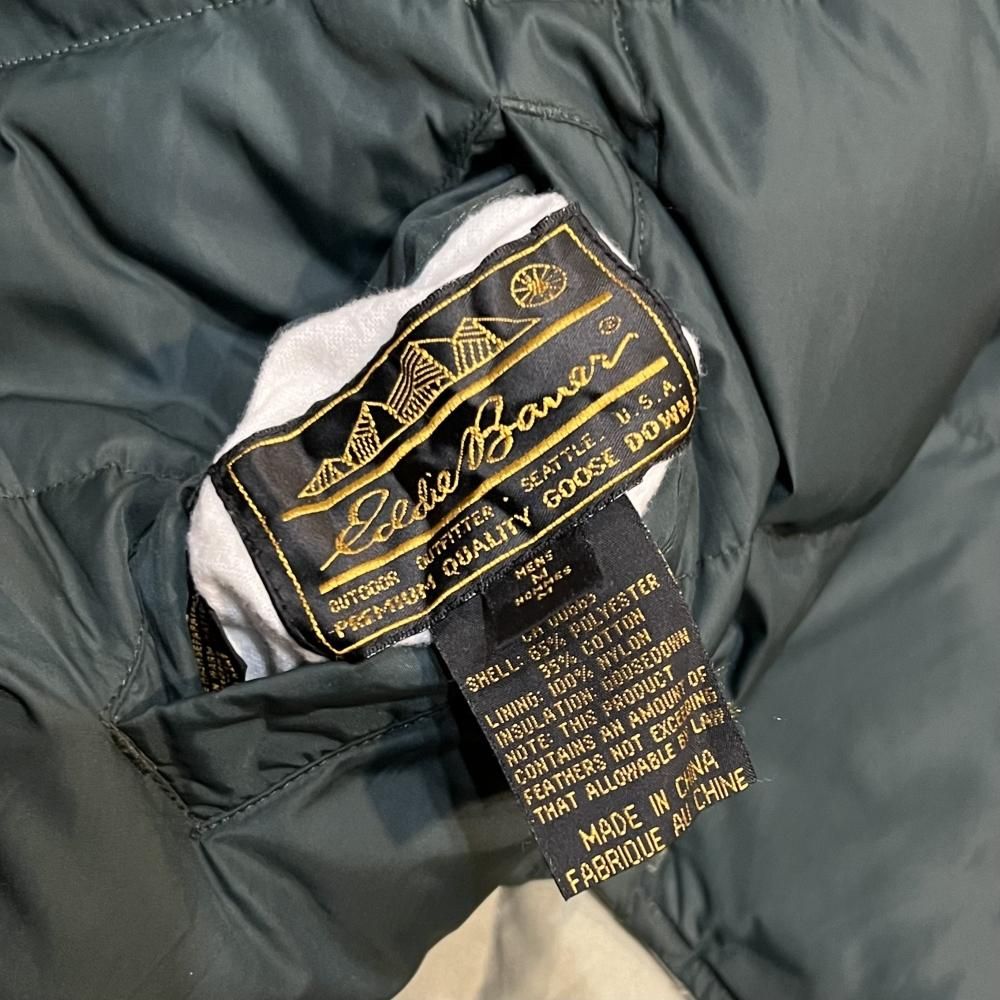 Eddie Bauer ®
OUTDOOR OUTFITTER SEATTLE, U.S.A.
PREMIUM QUALITY GOOSE DOWN
MENS
M
HOMMES
M
SHELL: 65% POLYESTER
35% COTTON
LINING: 100% NYLON
INSULATION: GOOSEDOWN
NOTE: THIS PRODUCT
CONTAINS AN AMOUNT OF
FEATHERS NOT EXCEEDING
THAT ALLOWABLE BY LAW
MADE IN CHINA
FABRIQUE AU CHINE